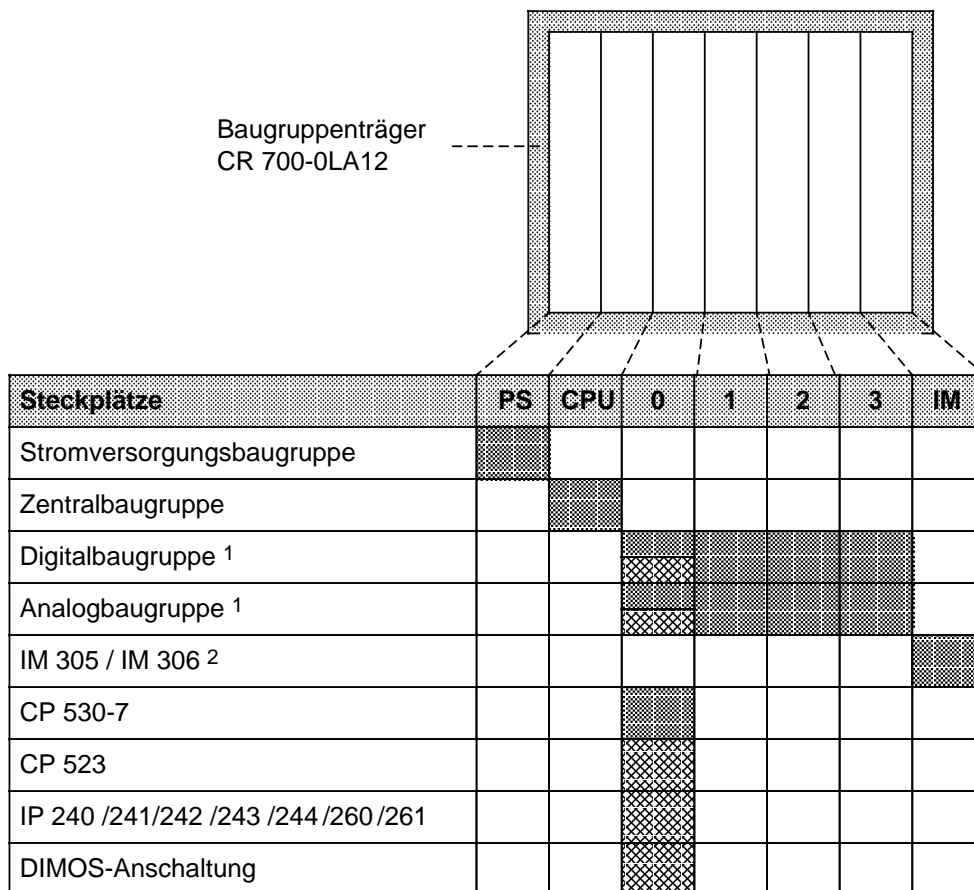 Baugruppenträger
CR 700-0LA12
Steckplätze PS CPU 0 1 2 3 IM
Stromversorgungsbaugruppe
Zentralbaugruppe
Digitalbaugruppe 1
Analogbaugruppe 1
IM 305 / IM 306 2
CP 530-7
CP 523
IP 240 /241/242 /243 /244 /260 /261
DIMOS-Anschaltung